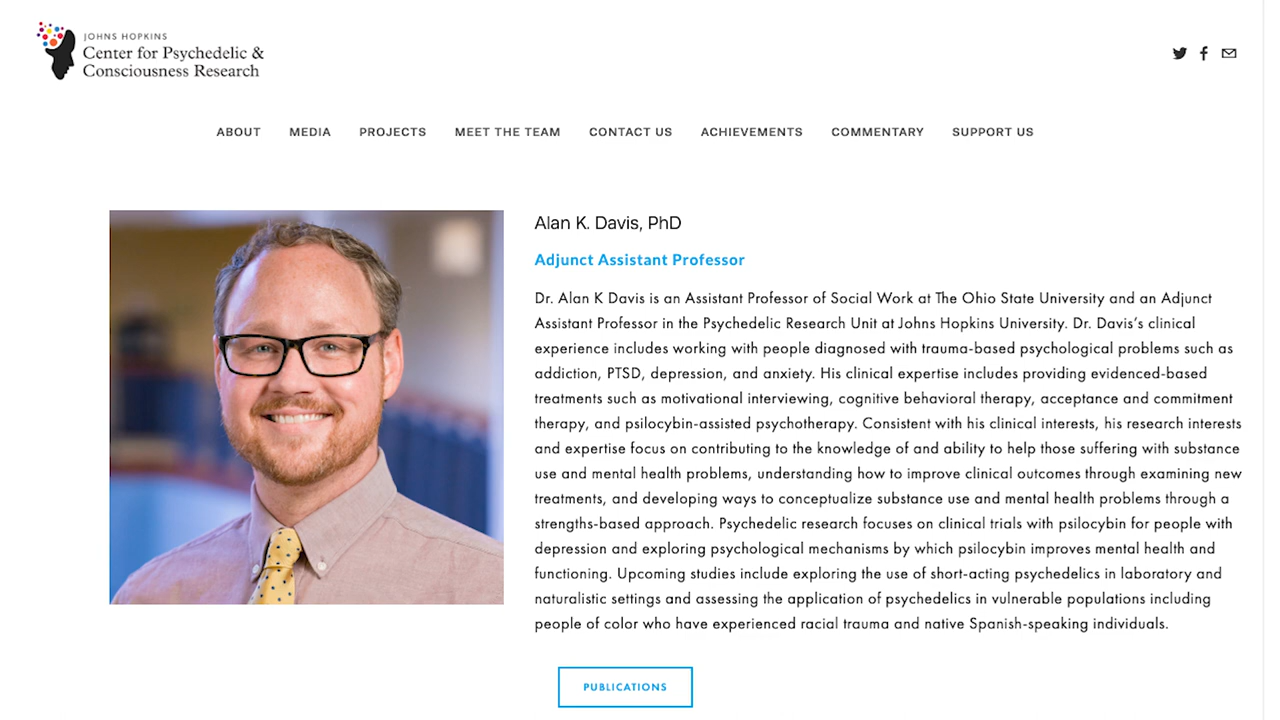 JOHNS HOPKINS
Center for Psychedelic &
Consciousness Research
ABOUT MEDIA PROJECTS MEET THE TEAM CONTACT US ACHIEVEMENTS COMMENTARY SUPPORT US
Alan K. Davis, PhD
Adjunct Assistant Professor
Dr. Alan K Davis is an Assistant Professor of Social Work at The Ohio State University and an Adjunct
Assistant Professor in the Psychedelic Research Unit at Johns Hopkins University. Dr. Davis's clinical
experience includes working with people diagnosed with trauma-based psychological problems such as
addiction, PTSD, depression, and anxiety. His clinical expertise includes providing evidenced-based
treatments such as motivational interviewing, cognitive behavioral therapy, acceptance and commitment
therapy, and psilocybin-assisted psychotherapy. Consistent with his clinical interests, his research interests
and expertise focus on contributing to the knowledge of and ability to help those suffering with substance
use and mental health problems, understanding how to improve clinical outcomes through examining new
treatments, and developing ways to conceptualize substance use and mental health problems through a
strengths-based approach. Psychedelic research focuses on clinical trials with psilocybin for people with
depression and exploring psychological mechanisms by which psilocybin improves mental health and
functioning. Upcoming studies include exploring the use of short-acting psychedelics in laboratory and
naturalistic settings and assessing the application of psychedelics in vulnerable populations including
people of color who have experienced racial trauma and native Spanish-speaking individuals.
PUBLICATIONS